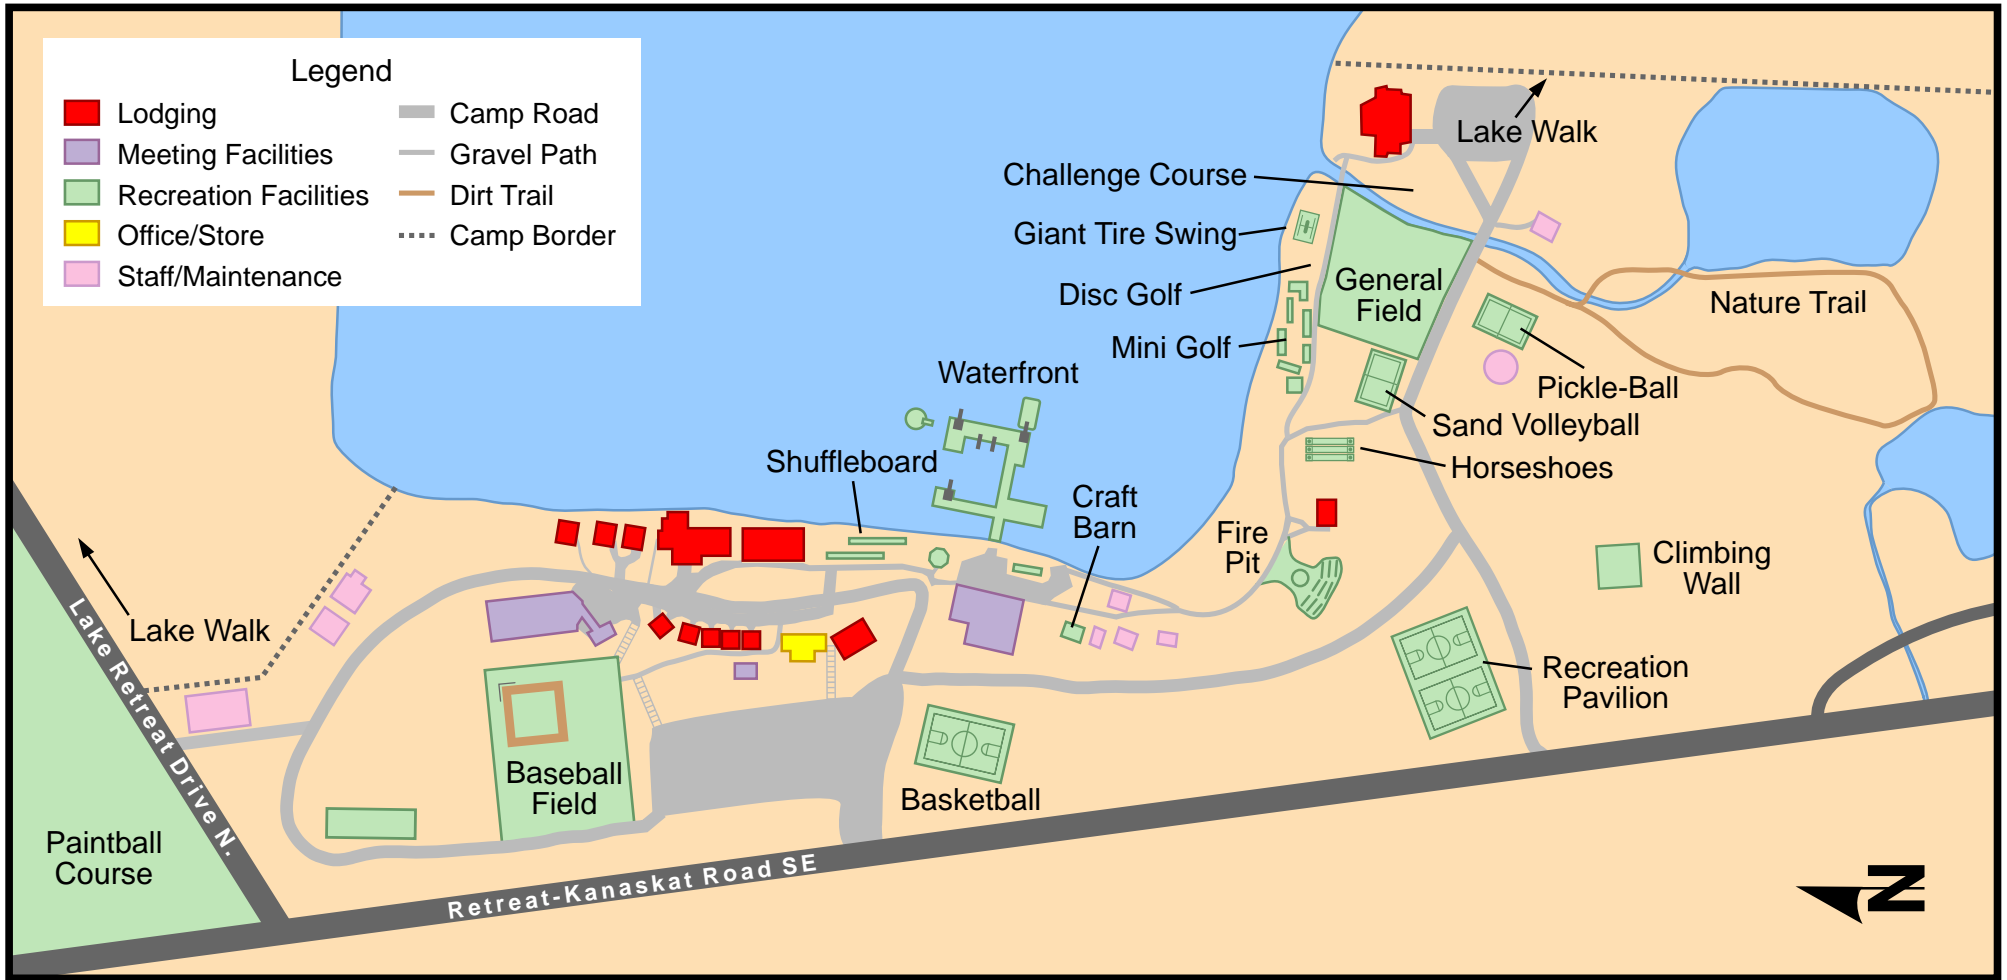 Legend
Lodging
Meeting Facilities
Recreation Facilities
Office/Store
Staff/Maintenance
Camp Road
Gravel Path
Dirt Trail
Camp Border
Lake Walk
Challenge Course
Giant Tire Swing
Disc Golf
Mini Golf
General
Field
Nature Trail
Pickle-Ball
Sand Volleyball
Horseshoes
Waterfront
Shuffleboard
Craft
Barn
Fire
Pit
Climbing
Wall
Recreation
Pavilion
Lake Walk
Lake Retreat Drive N.
Baseball
Field
Basketball
Paintball
Course
Retreat-Kanaskat Road SE
N